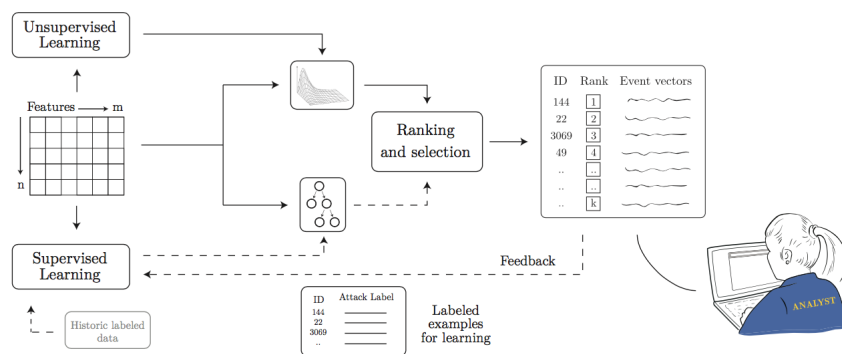 Unsupervised
Learning
Features
m
n
Supervised
Learning
Historic labeled
data
Ranking
and selection
ID Rank Event vectors
144 1
22 2
3069 3
49 4
.. ..
.. ..
.. k
Feedback
ID Attack Label
144
22
3069
..
Labeled
examples
for learning
ANALYST